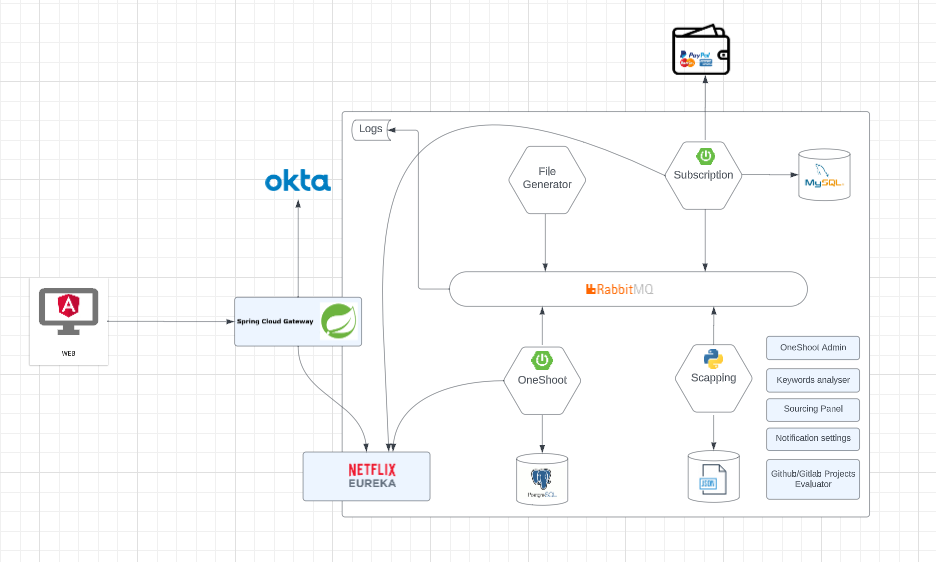 PayPal
Logs
File
Generator
Subscription
MySQL
okta
RabbitMQ
A
Spring Cloud Gateway
WEB
OneShoot
Scapping
OneShoot Admin
Keywords analyser
Sourcing Panel
Notification settings
Github/Gitlab Projects
Evaluator
NETFLIX
EUREKA
PostgreSQL
JSON